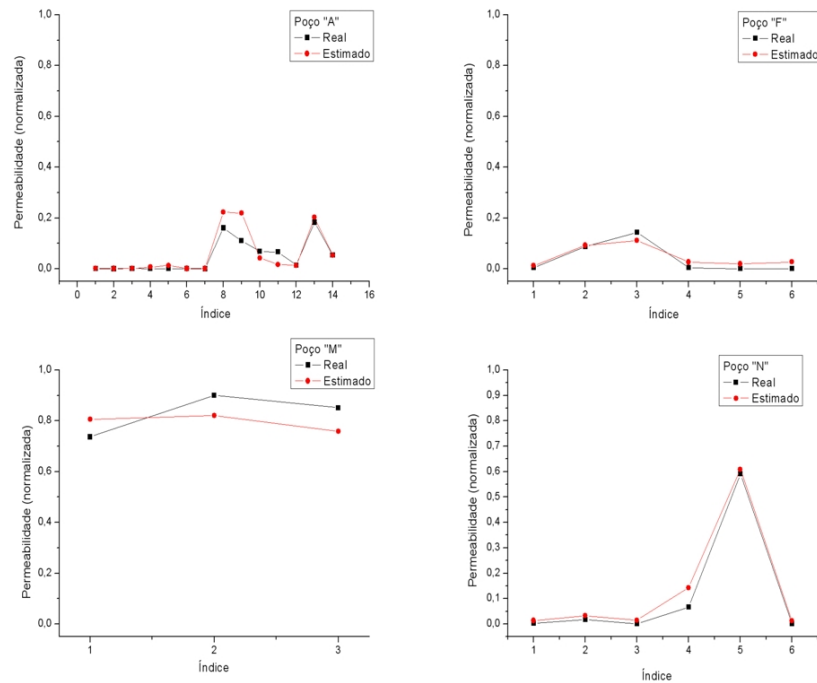 Poço "A"
Real
Estimado
1,0
0,8
0,6
0,4
0,2
0,0
Permeabilidade (normalizada)
0 2 4 6 8 10 12 14 16
Índice
Poço "F"
Real
Estimado
1,0
0,8
0,6
0,4
0,2
0,0
Permeabilidade (normalizada)
1 2 3 4 5 6
Índice
Poço "M"
Real
Estimado
1,0
0,8
0,6
0,4
0,2
0,0
Permeabilidade (normalizada)
1 2 3
Índice
Poço "N"
Real
Estimado
1,0
0,9
0,8
0,7
0,6
0,5
0,4
0,3
0,2
0,1
0,0
Permeabilidade (normalizada)
1 2 3 4 5 6
Índice